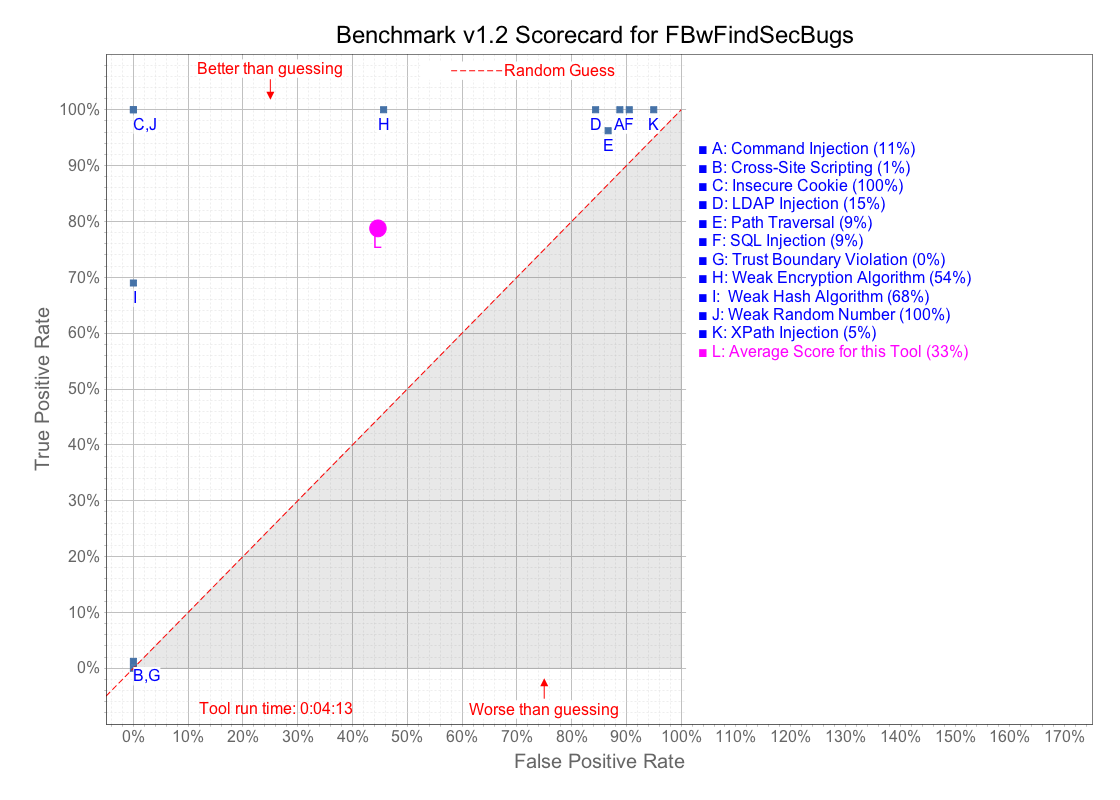 Benchmark v1.2 Scorecard for FBwFindSecBugs
Better than guessing
Random Guess
100%
90%
80%
70%
60%
50%
40%
30%
20%
10%
0%
True Positive Rate
C,J
H
D
A
F
K
E
L
I
B,G
A: Command Injection (11%)
B: Cross-Site Scripting (1%)
C: Insecure Cookie (100%)
D: LDAP Injection (15%)
E: Path Traversal (9%)
F: SQL Injection (9%)
G: Trust Boundary Violation (0%)
H: Weak Encryption Algorithm (54%)
I: Weak Hash Algorithm (68%)
J: Weak Random Number (100%)
K: XPath Injection (5%)
L: Average Score for this Tool (33%)
Tool run time: 0:04:13
Worse than guessing
0% 10% 20% 30% 40% 50% 60% 70% 80% 90% 100% 110% 120% 130% 140% 150% 160% 170%
False Positive Rate